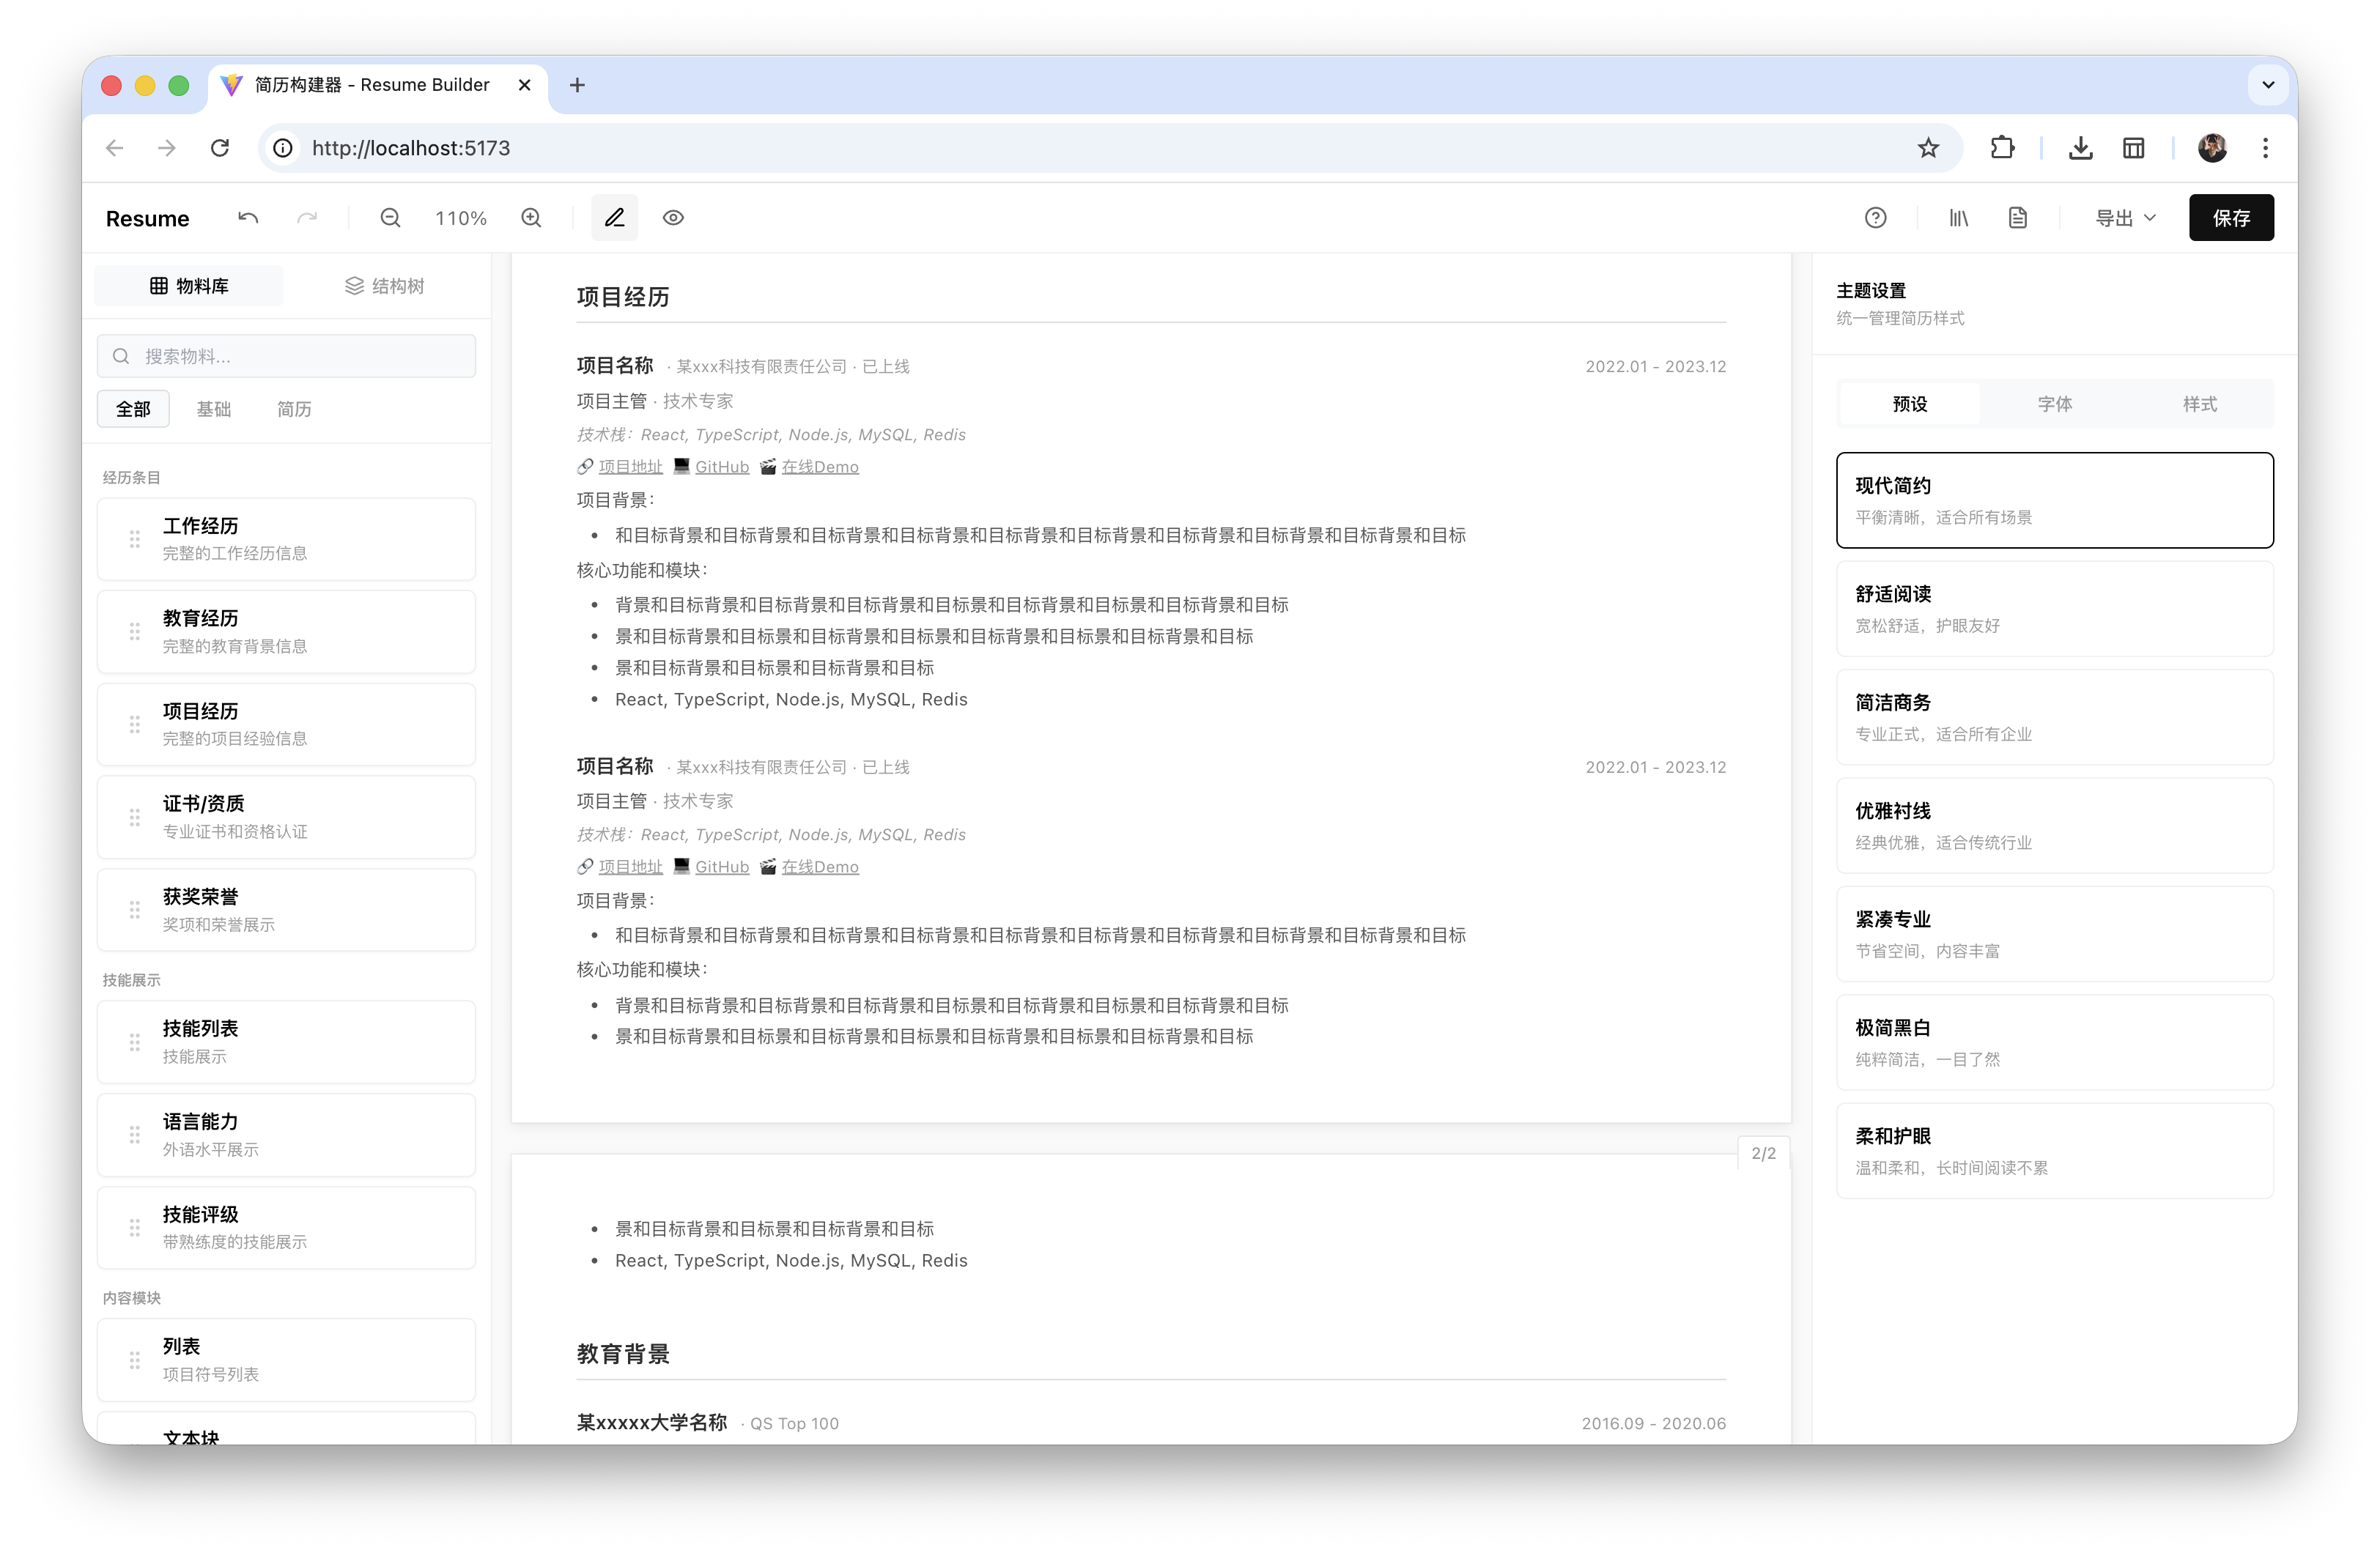 简历构建器 - Resume Builder
http://localhost:5173
Resume
110%
导出
保存
物料库
结构树
搜索物料...
全部
基础
简历
经历条目
工作经历
完整的工作经历信息
教育经历
完整的教育背景信息
项目经历
完整的项目经验信息
证书/资质
专业证书和资格认证
获奖荣誉
奖项和荣誉展示
技能展示
技能列表
技能展示
语言能力
外语水平展示
技能评级
带熟练度的技能展示
内容模块
列表
项目符号列表
文本块
项目经历
项目名称 · 某xxx科技有限责任公司 · 已上线 2022.01 - 2023.12
项目主管 · 技术专家
技术栈：React, TypeScript, Node.js, MySQL, Redis
🔗 项目地址 💻 GitHub 🎬 在线Demo
项目背景：
• 和目标背景和目标背景和目标背景和目标背景和目标背景和目标背景和目标背景和目标背景和目标背景和目标
核心功能和模块：
• 背景和目标背景和目标背景和目标背景和目标景和目标背景和目标景和目标背景和目标
• 景和目标背景和目标景和目标背景和目标景和目标背景和目标景和目标背景和目标
• 景和目标背景和目标景和目标背景和目标
• React, TypeScript, Node.js, MySQL, Redis
项目名称 · 某xxx科技有限责任公司 · 已上线 2022.01 - 2023.12
项目主管 · 技术专家
技术栈：React, TypeScript, Node.js, MySQL, Redis
🔗 项目地址 💻 GitHub 🎬 在线Demo
项目背景：
• 和目标背景和目标背景和目标背景和目标背景和目标背景和目标背景和目标背景和目标背景和目标背景和目标
核心功能和模块：
• 背景和目标背景和目标背景和目标背景和目标景和目标背景和目标景和目标背景和目标
• 景和目标背景和目标景和目标背景和目标景和目标背景和目标景和目标背景和目标
2/2
• 景和目标背景和目标景和目标背景和目标
• React, TypeScript, Node.js, MySQL, Redis
教育背景
某xxxxx大学名称 · QS Top 100 2016.09 - 2020.06
主题设置
统一管理简历样式
预设
字体
样式
现代简约
平衡清晰，适合所有场景
舒适阅读
宽松舒适，护眼友好
简洁商务
专业正式，适合所有企业
优雅衬线
经典优雅，适合传统行业
紧凑专业
节省空间，内容丰富
极简黑白
纯粹简洁，一目了然
柔和护眼
温和柔和，长时间阅读不累